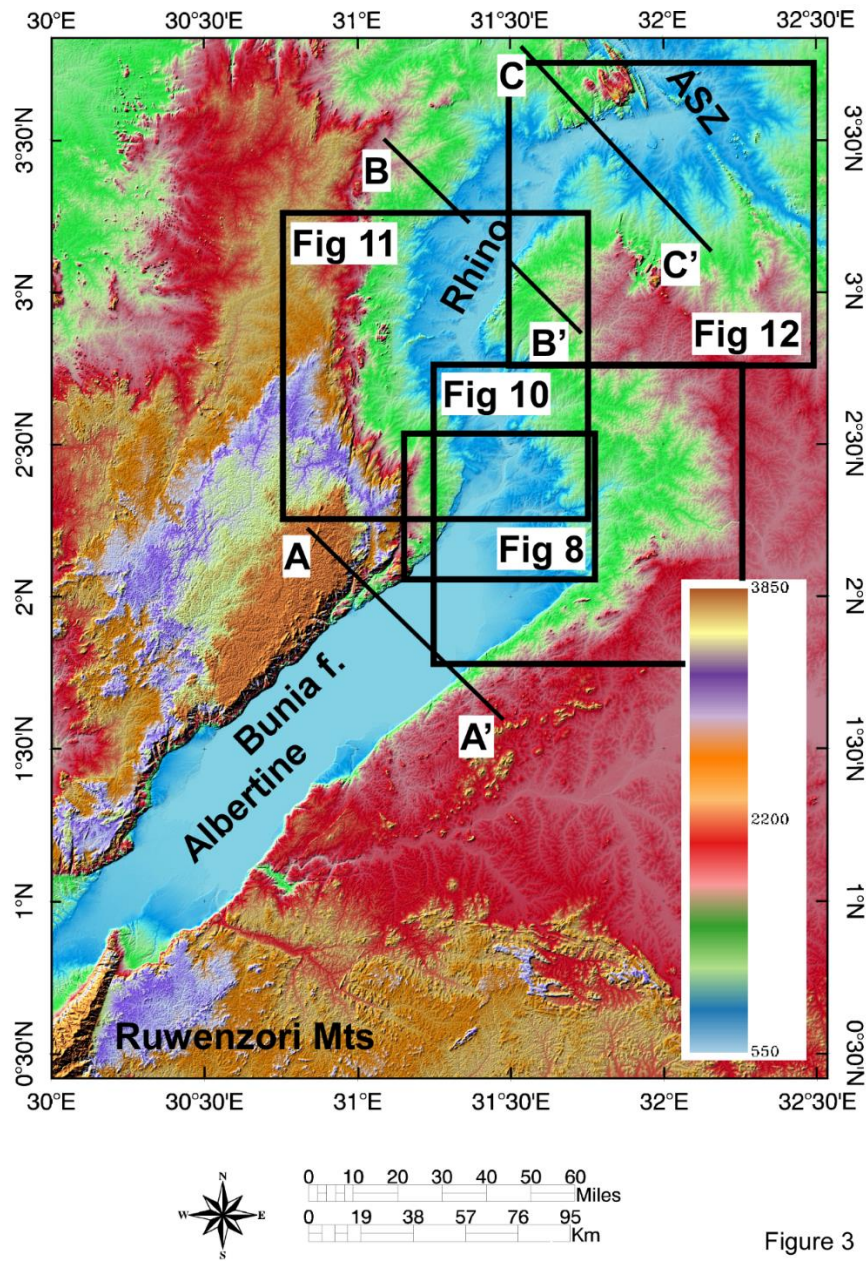 30°E 30°30'E 31°E 31°30'E 32°E 32°30'E
3°30'N
3°N
2°30'N
2°N
1°30'N
1°N
0°30'N
3°30'N
3°N
2°30'N
2°N
1°30'N
1°N
0°30'N
C
ASZ
B
Fig 11
Rhino
C'
B'
Fig 12
Fig 10
A
Fig 8
Bunia f.
A'
Albertine
Ruwenzori Mts
3850
2200
550
30°E 30°30'E 31°E 31°30'E 32°E 32°30'E
N
W E
S
0 10 20 30 40 50 60
Miles
0 19 38 57 76 95
Km
Figure 3